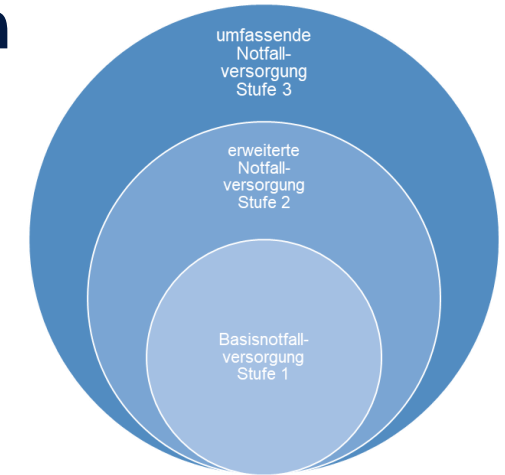 n
umfassende
Notfall-
versorgung
Stufe 3
erweiterte
Notfall-
versorgung
Stufe 2
Basisnotfall-
versorgung
Stufe 1